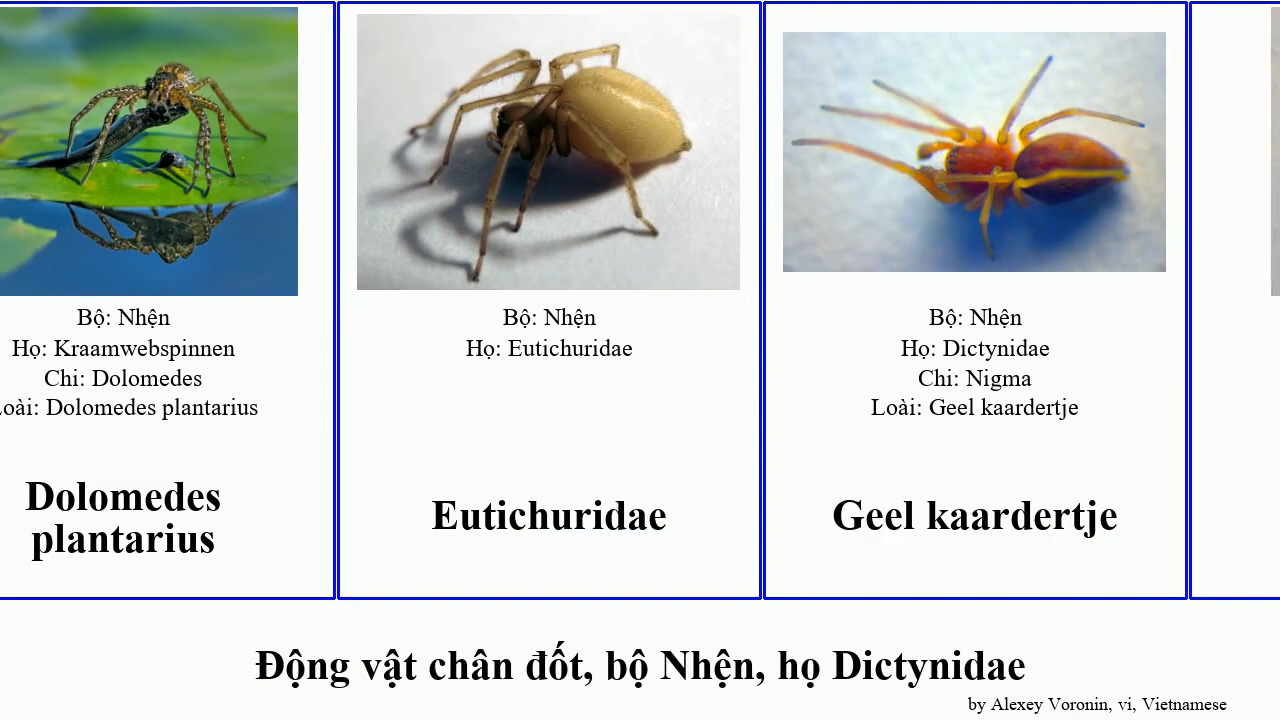 Bộ: Nhện
Họ: Kraamwebspinnen
Chi: Dolomedes
Loài: Dolomedes plantarius
Dolomedes
plantarius
Bộ: Nhện
Họ: Eutichuridae
Eutichuridae
Bộ: Nhện
Họ: Dictynidae
Chi: Nigma
Loài: Geel kaardertje
Geel kaardertje
Động vật chân đốt, bộ Nhện, họ Dictynidae
by Alexey Voronin, vi, Vietnamese